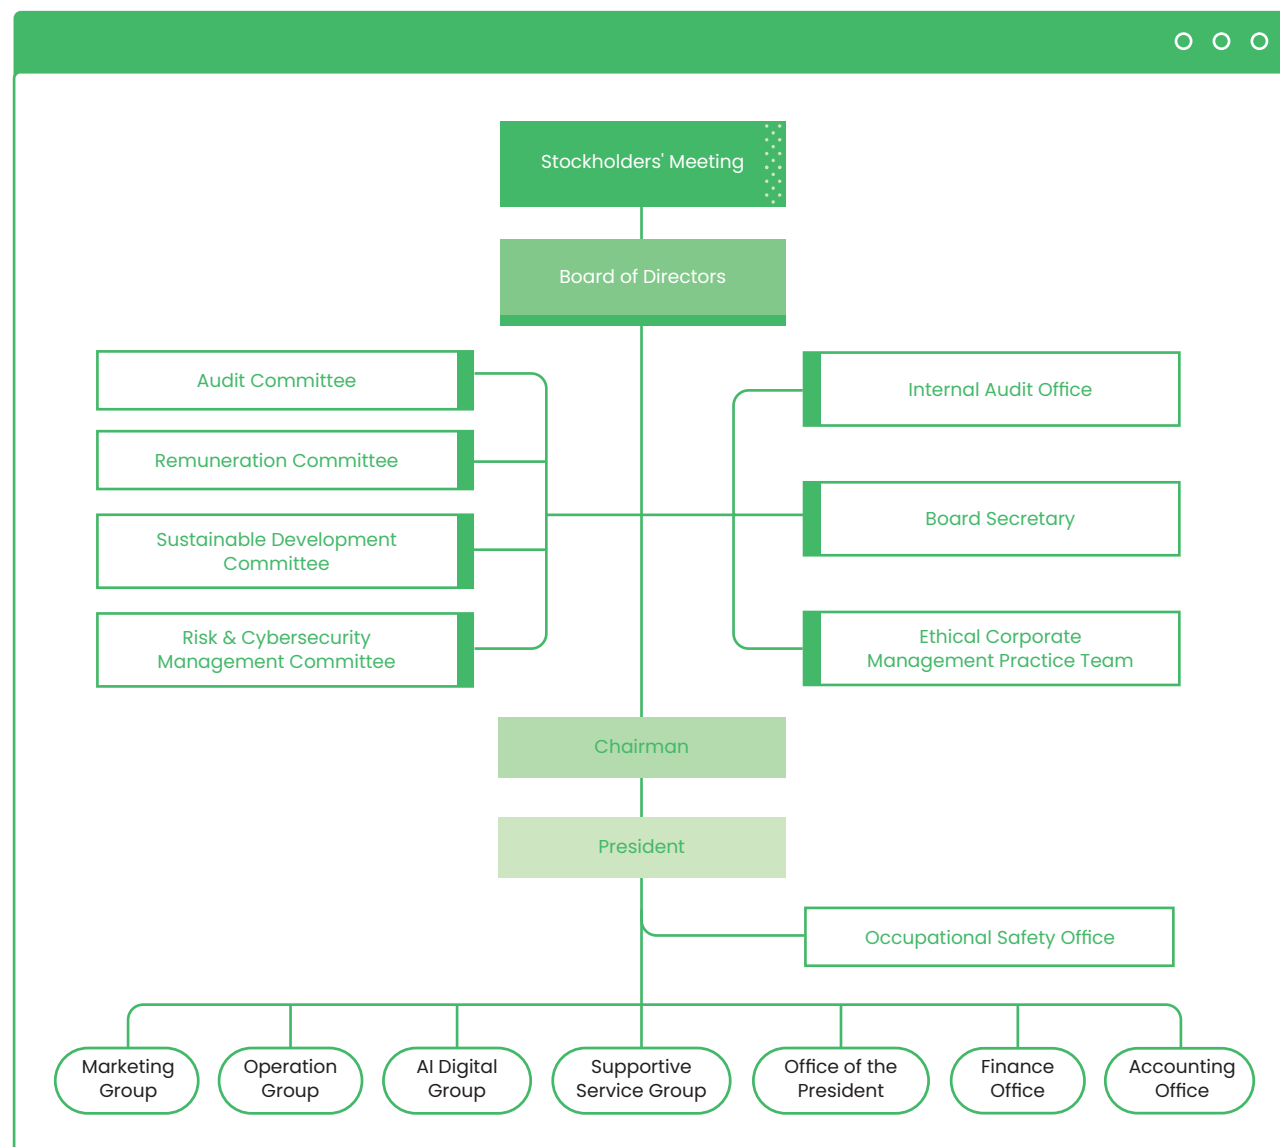 Stockholders' Meeting
Board of Directors
Audit Committee
Remuneration Committee
Sustainable Development
Committee
Risk & Cybersecurity
Management Committee
Internal Audit Office
Board Secretary
Ethical Corporate
Management Practice Team
Chairman
President
Occupational Safety Office
Marketing
Group
Operation
Group
AI Digital
Group
Supportive
Service Group
Office of the
President
Finance
Office
Accounting
Office